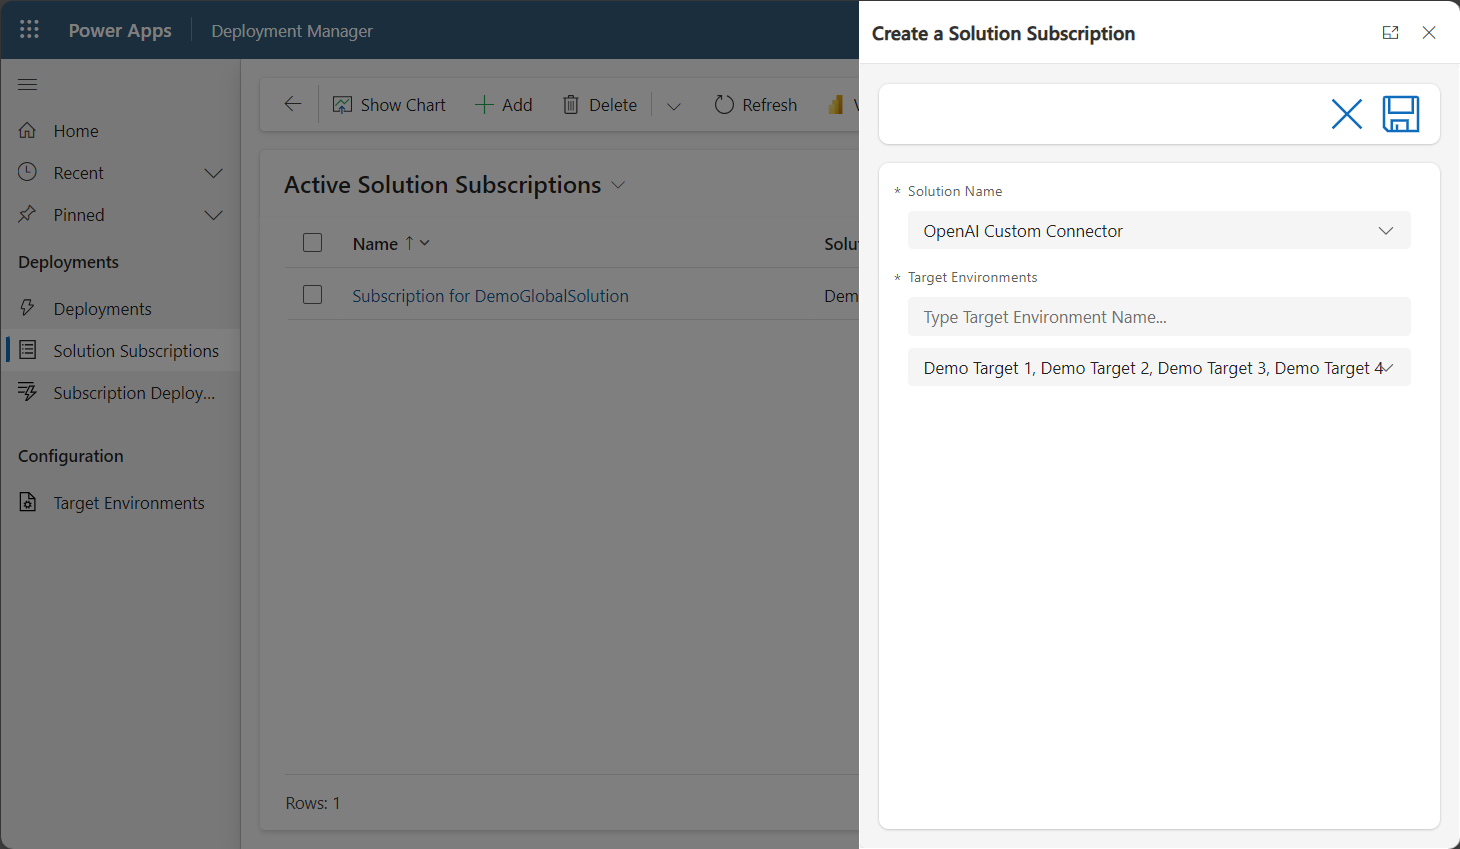 Power Apps
Deployment Manager
Home
Recent
Pinned
Deployments
Deployments
Solution Subscriptions
Subscription Deploy...
Configuration
Target Environments
Show Chart
Add
Delete
Refresh
Active Solution Subscriptions
Name
Subscription for DemoGlobalSolution
Dem
Rows: 1
Create a Solution Subscription
* Solution Name
OpenAI Custom Connector
* Target Environments
Type Target Environment Name...
Demo Target 1, Demo Target 2, Demo Target 3, Demo Target 4